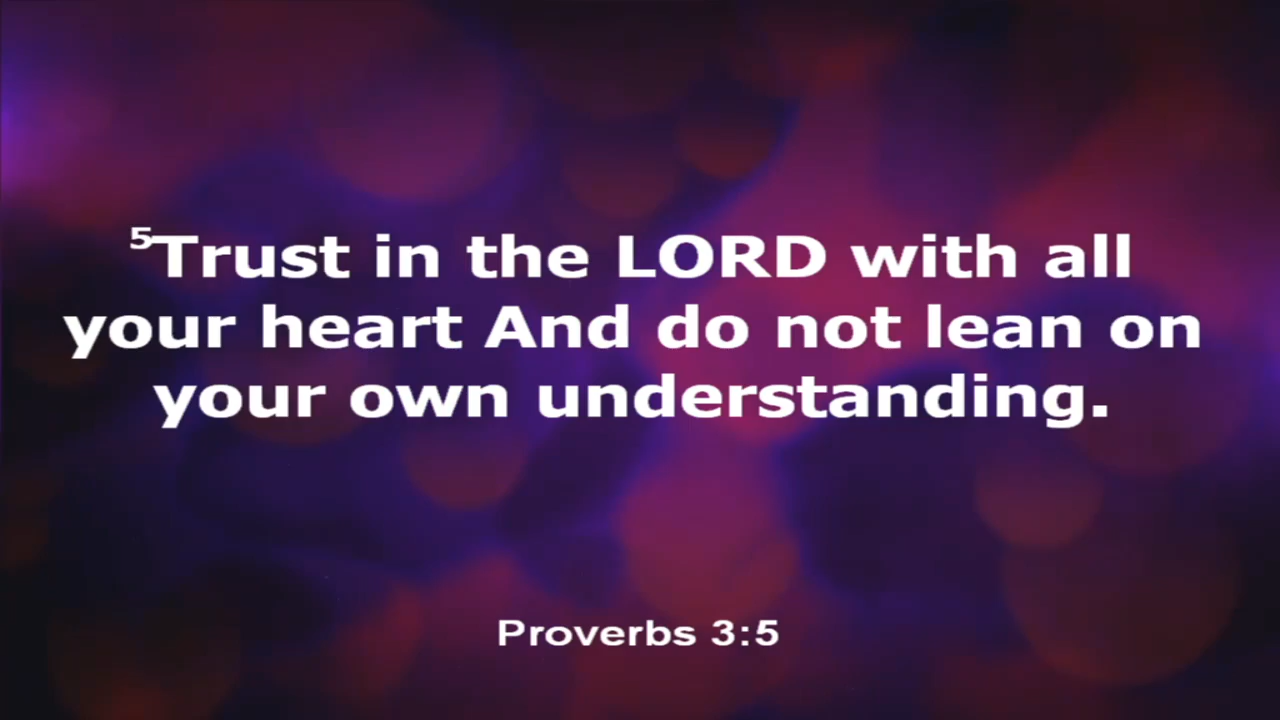 ⁵Trust in the LORD with all
your heart And do not lean on
your own understanding.
Proverbs 3:5